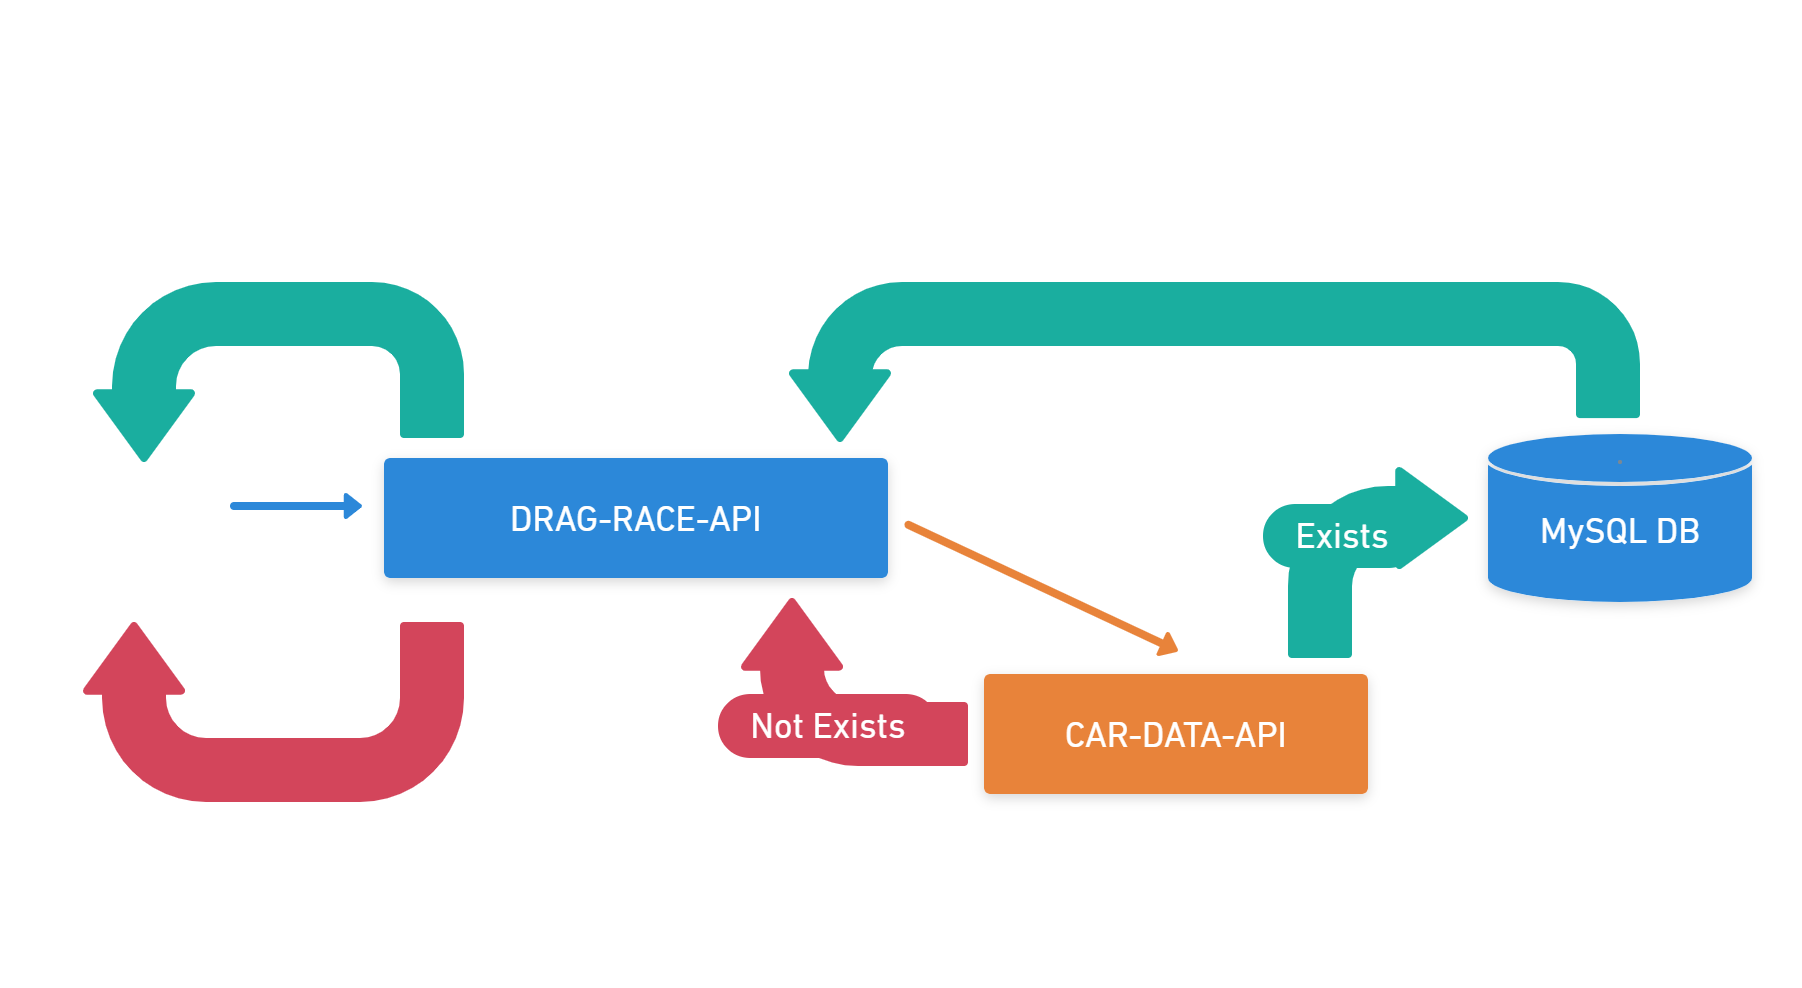 DRAG-RACE-API
Exists
MySQL DB
Not Exists
CAR-DATA-API